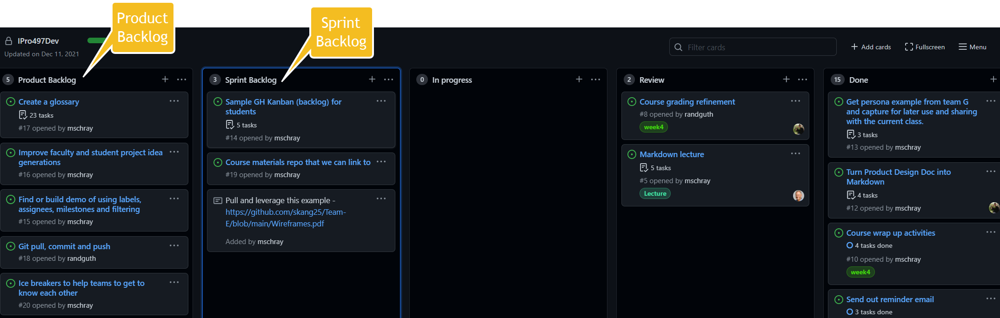 Product
Backlog
Sprint
Backlog
IPro497Dev
Updated on Dec 11, 2021
Filter cards
Add cards
Fullscreen
Menu
5 Product Backlog
Create a glossary
23 tasks
#17 opened by mschray
Improve faculty and student project idea
generations
#16 opened by mschray
Find or build demo of using labels,
assignees, milestones and filtering
#15 opened by mschray
Git pull, commit and push
#18 opened by randguth
Ice breakers to help teams to get to
know each other
#20 opened by mschray
3 Sprint Backlog
Sample GH Kanban (backlog) for
students
5 tasks
#14 opened by mschray
Course materials repo that we can link to
#19 opened by mschray
Pull and leverage this example -
https://github.com/skang25/Team-
E/blob/main/Wireframes.pdf
Added by mschray
0 In progress
2 Review
Course grading refinement
#8 opened by randguth
week4
Markdown lecture
5 tasks
#5 opened by mschray
Lecture
15 Done
Get persona example from team G
and capture for later use and sharing
with the current class.
3 tasks
#13 opened by mschray
Turn Product Design Doc into
Markdown
4 tasks
#12 opened by mschray
Course wrap up activities
4 tasks done
#10 opened by mschray
week4
Send out reminder email
3 tasks done